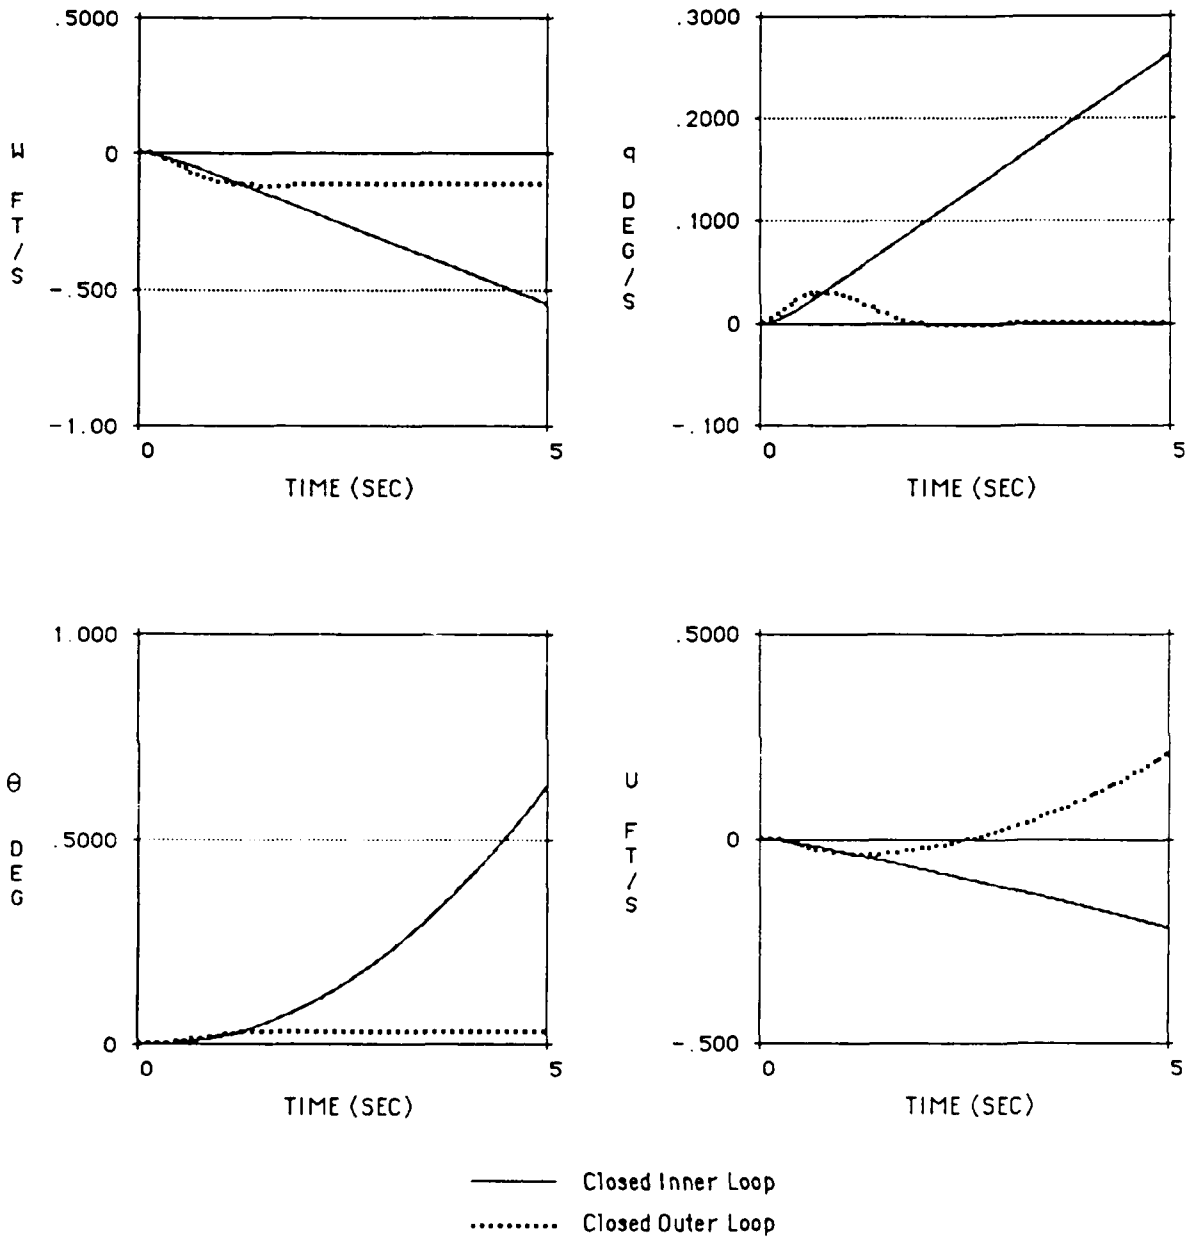 .5000
0
-.500
-1.00
W FT/S
0 5
TIME (SEC)
.3000
.2000
.1000
0
-.100
q DEG/S
0 5
TIME (SEC)
1.000
.5000
0
θ DEG
0 5
TIME (SEC)
.5000
0
-.500
U FT/S
0 5
TIME (SEC)
Closed Inner Loop
Closed Outer Loop